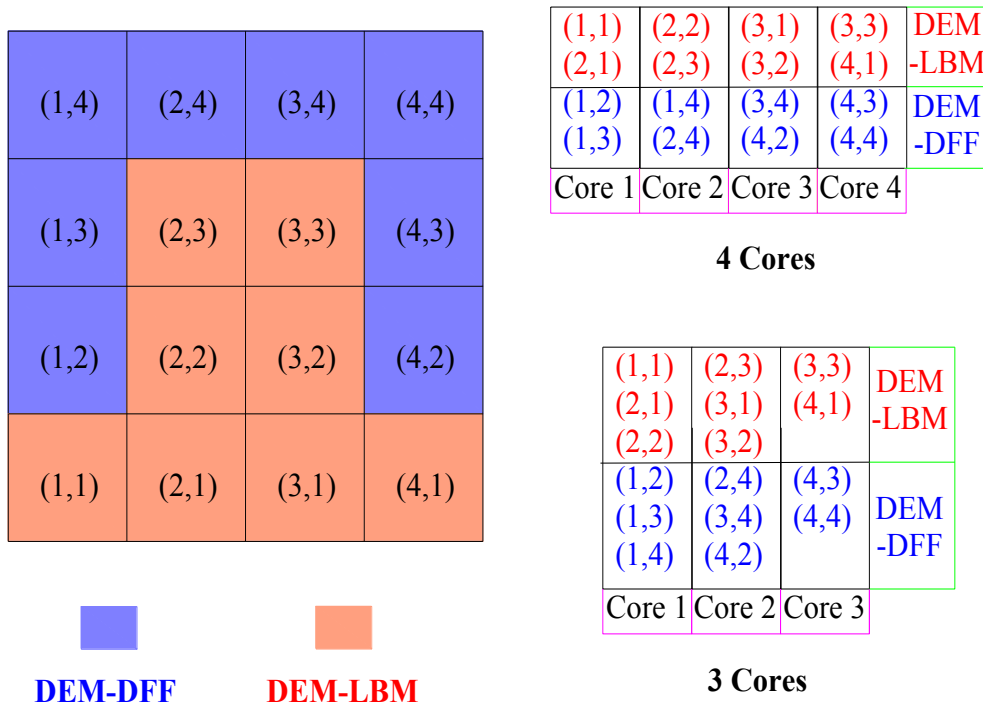 (1,4) (2,4) (3,4) (4,4)
(1,3) (2,3) (3,3) (4,3)
(1,2) (2,2) (3,2) (4,2)
(1,1) (2,1) (3,1) (4,1)
DEM-DFF DEM-LBM
(1,1) (2,2) (3,1) (3,3) DEM
(2,1) (2,3) (3,2) (4,1) -LBM
(1,2) (1,4) (3,4) (4,3) DEM
(1,3) (2,4) (4,2) (4,4) -DFF
Core 1 Core 2 Core 3 Core 4
4 Cores
(1,1) (2,3) (3,3) DEM
(2,1) (3,1) (4,1) -LBM
(2,2) (3,2)
(1,2) (2,4) (4,3)
(1,3) (3,4) (4,4) DEM
(1,4) (4,2) -DFF
Core 1 Core 2 Core 3
3 Cores